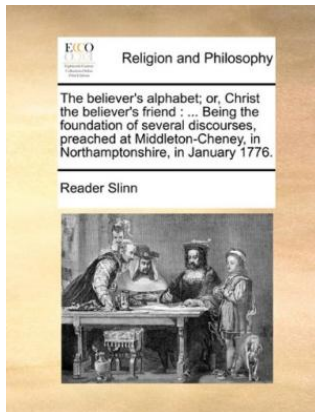 ECCO
Religion and Philosophy
The believer's alphabet; or, Christ
the believer's friend : ... Being the
foundation of several discourses,
preached at Middleton-Cheney, in
Northamptonshire, in January 1776.
Reader Slinn